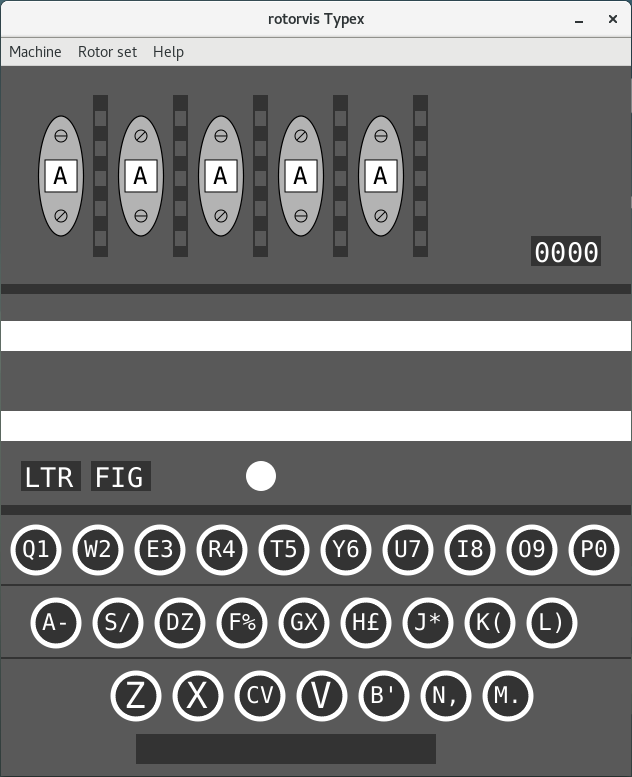 rotorvis Typex
Machine Rotor set Help
A A A A A
0000
LTR FIG
Q1 W2 E3 R4 T5 Y6 U7 I8 O9 P0
A- S/ DZ F% GX H£ J* K( L)
Z X CV V B' N, M.